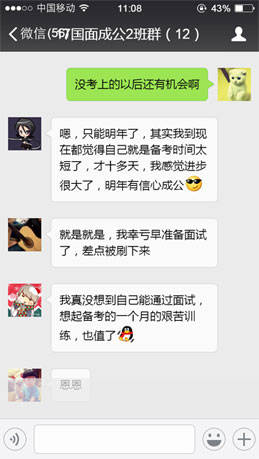 中国移动 11:08 43%
微信(56 17国面成公2班群（12）
没考上的以后还有机会啊
嗯，只能明年了，其实我到现
在都觉得自己就是备考时间太
短了，才十多天，我感觉进步
很大了，明年有信心成公
就是就是，我幸亏早准备面试
了，差点被刷下来
我真没想到自己能通过面试，
想起备考的一个月的艰苦训
练，也值了
恩恩